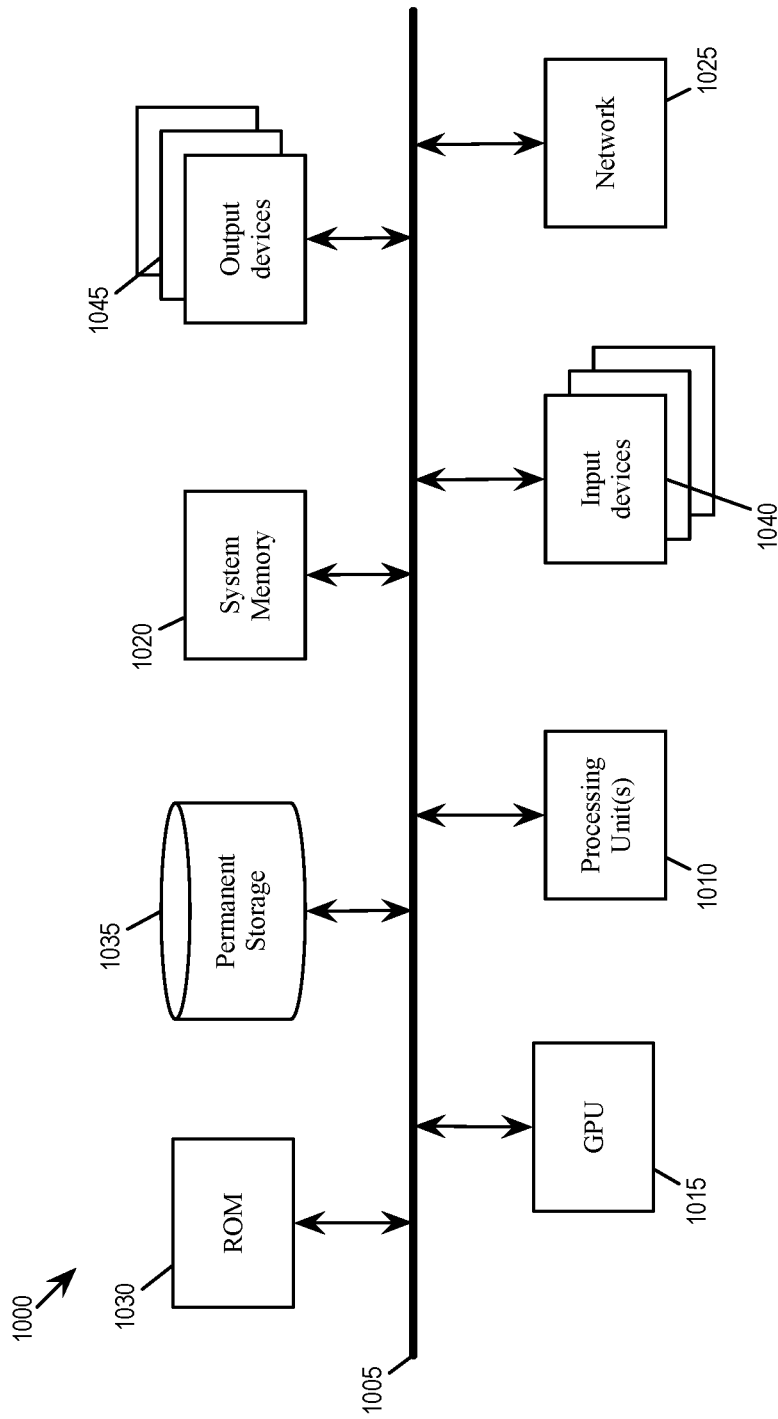 1000
1030
ROM
1035
Permanent
Storage
1020
System
Memory
1045
Output
devices
1005
GPU
1015
Processing
Unit(s)
1010
Input
devices
1040
Network
1025